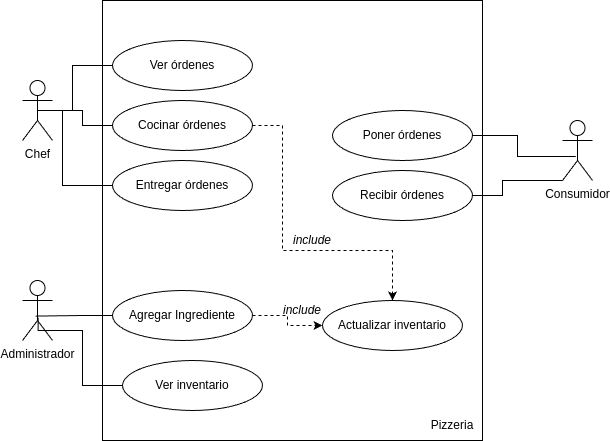 Ver órdenes
Cocinar órdenes
Chef
Entregar órdenes
Poner órdenes
Recibir órdenes
Consumidor
include
Agregar Ingrediente
include
Actualizar inventario
Administrador
Ver inventario
Pizzeria